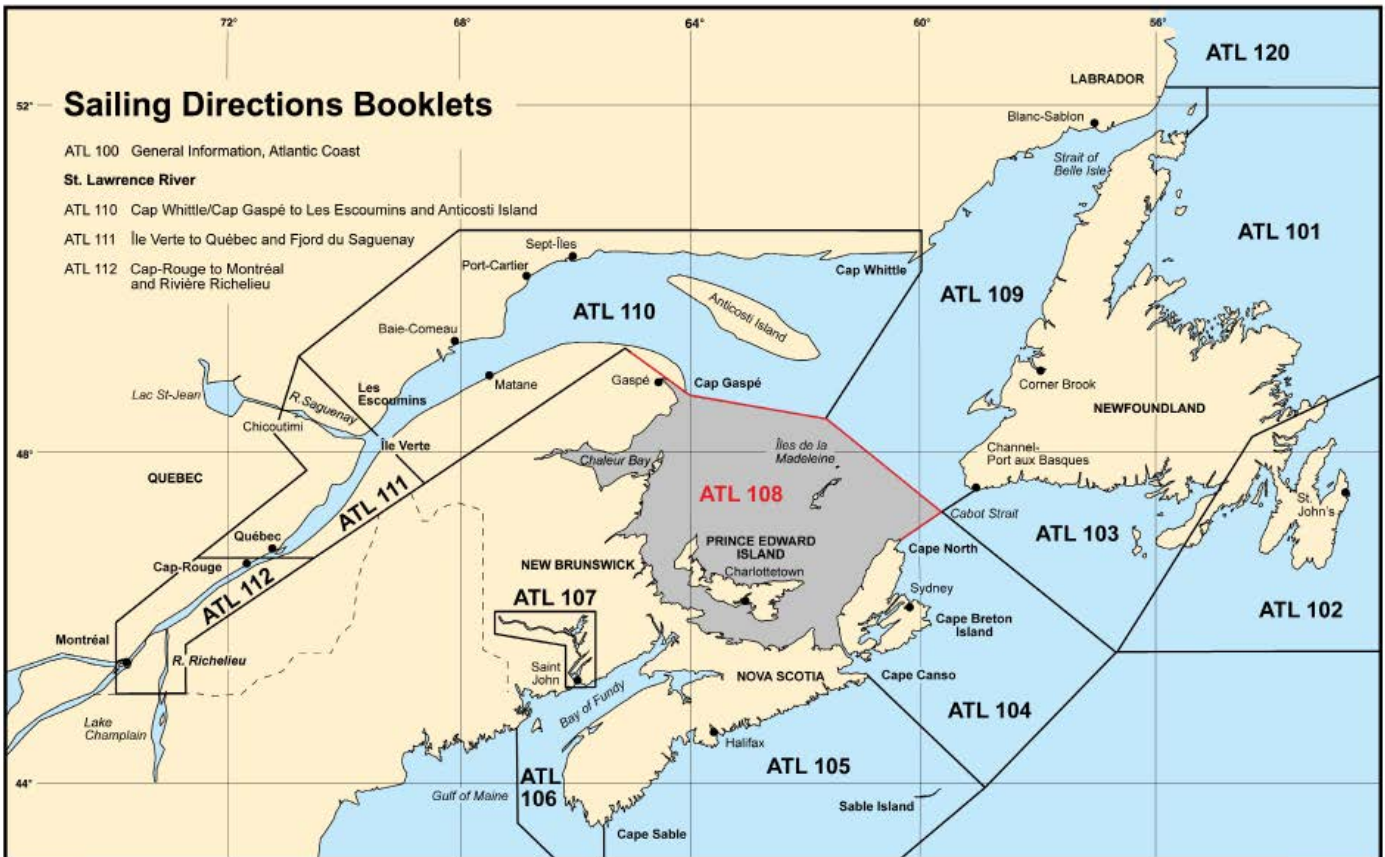 72°
68°
64°
60°
56°
ATL 120
LABRADOR
52°
Sailing Directions Booklets
Blanc-Sablon
ATL 100 General Information, Atlantic Coast
Strait of
Belle Isle
St. Lawrence River
ATL 110 Cap Whittle/Cap Gaspé to Les Escoumins and Anticosti Island
ATL 111 Île Verte to Québec and Fjord du Saguenay
ATL 112 Cap-Rouge to Montréal
and Rivière Richelieu
ATL 101
Sept-Îles
Port-Cartier
Cap Whittle
ATL 109
Anticosti Island
ATL 110
Baie-Comeau
Matane
Gaspé
Cap Gaspé
Corner Brook
Les
Escoumins
Lac St-Jean
R. Saguenay
Chicoutimi
NEWFOUNDLAND
Île Verte
48°
Îles de la
Madeleine
Channel-
Port aux Basques
Chaleur Bay
QUEBEC
ATL 111
ATL 108
St.
John's
Cabot Strait
ATL 103
Québec
PRINCE EDWARD
ISLAND
Cape North
Cap-Rouge
NEW BRUNSWICK
Charlottetown
ATL 112
ATL 107
Sydney
Cape Breton
Island
ATL 102
Montréal
R. Richelieu
Saint
John
NOVA SCOTIA
Cape Canso
Bay of Fundy
ATL 104
Lake
Champlain
Halifax
44°
Gulf of Maine
ATL
106
ATL 105
Sable Island
Cape Sable